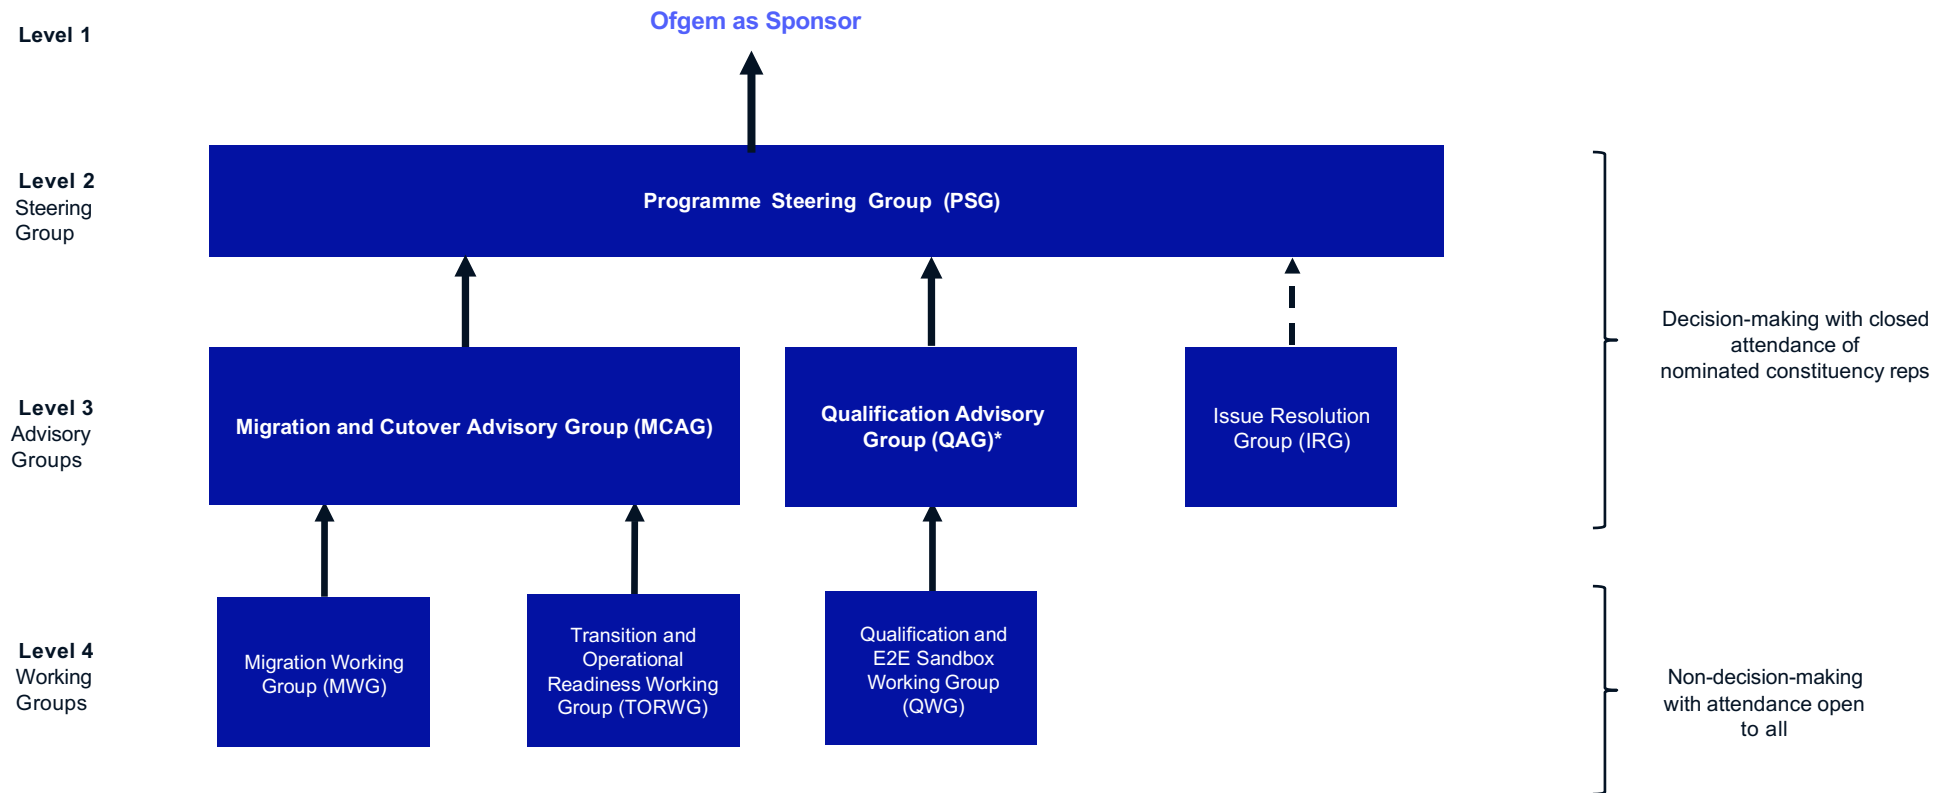 Level 1
Ofgem as Sponsor
Level 2
Steering
Group
Programme Steering Group (PSG)
Level 3
Advisory
Groups
Migration and Cutover Advisory Group (MCAG)
Qualification Advisory
Group (QAG)*
Issue Resolution
Group (IRG)
Decision-making with closed
attendance of
nominated constituency reps
Level 4
Working
Groups
Migration Working
Group (MWG)
Transition and
Operational
Readiness Working
Group (TORWG)
Qualification and
E2E Sandbox
Working Group
(QWG)
Non-decision-making
with attendance open
to all